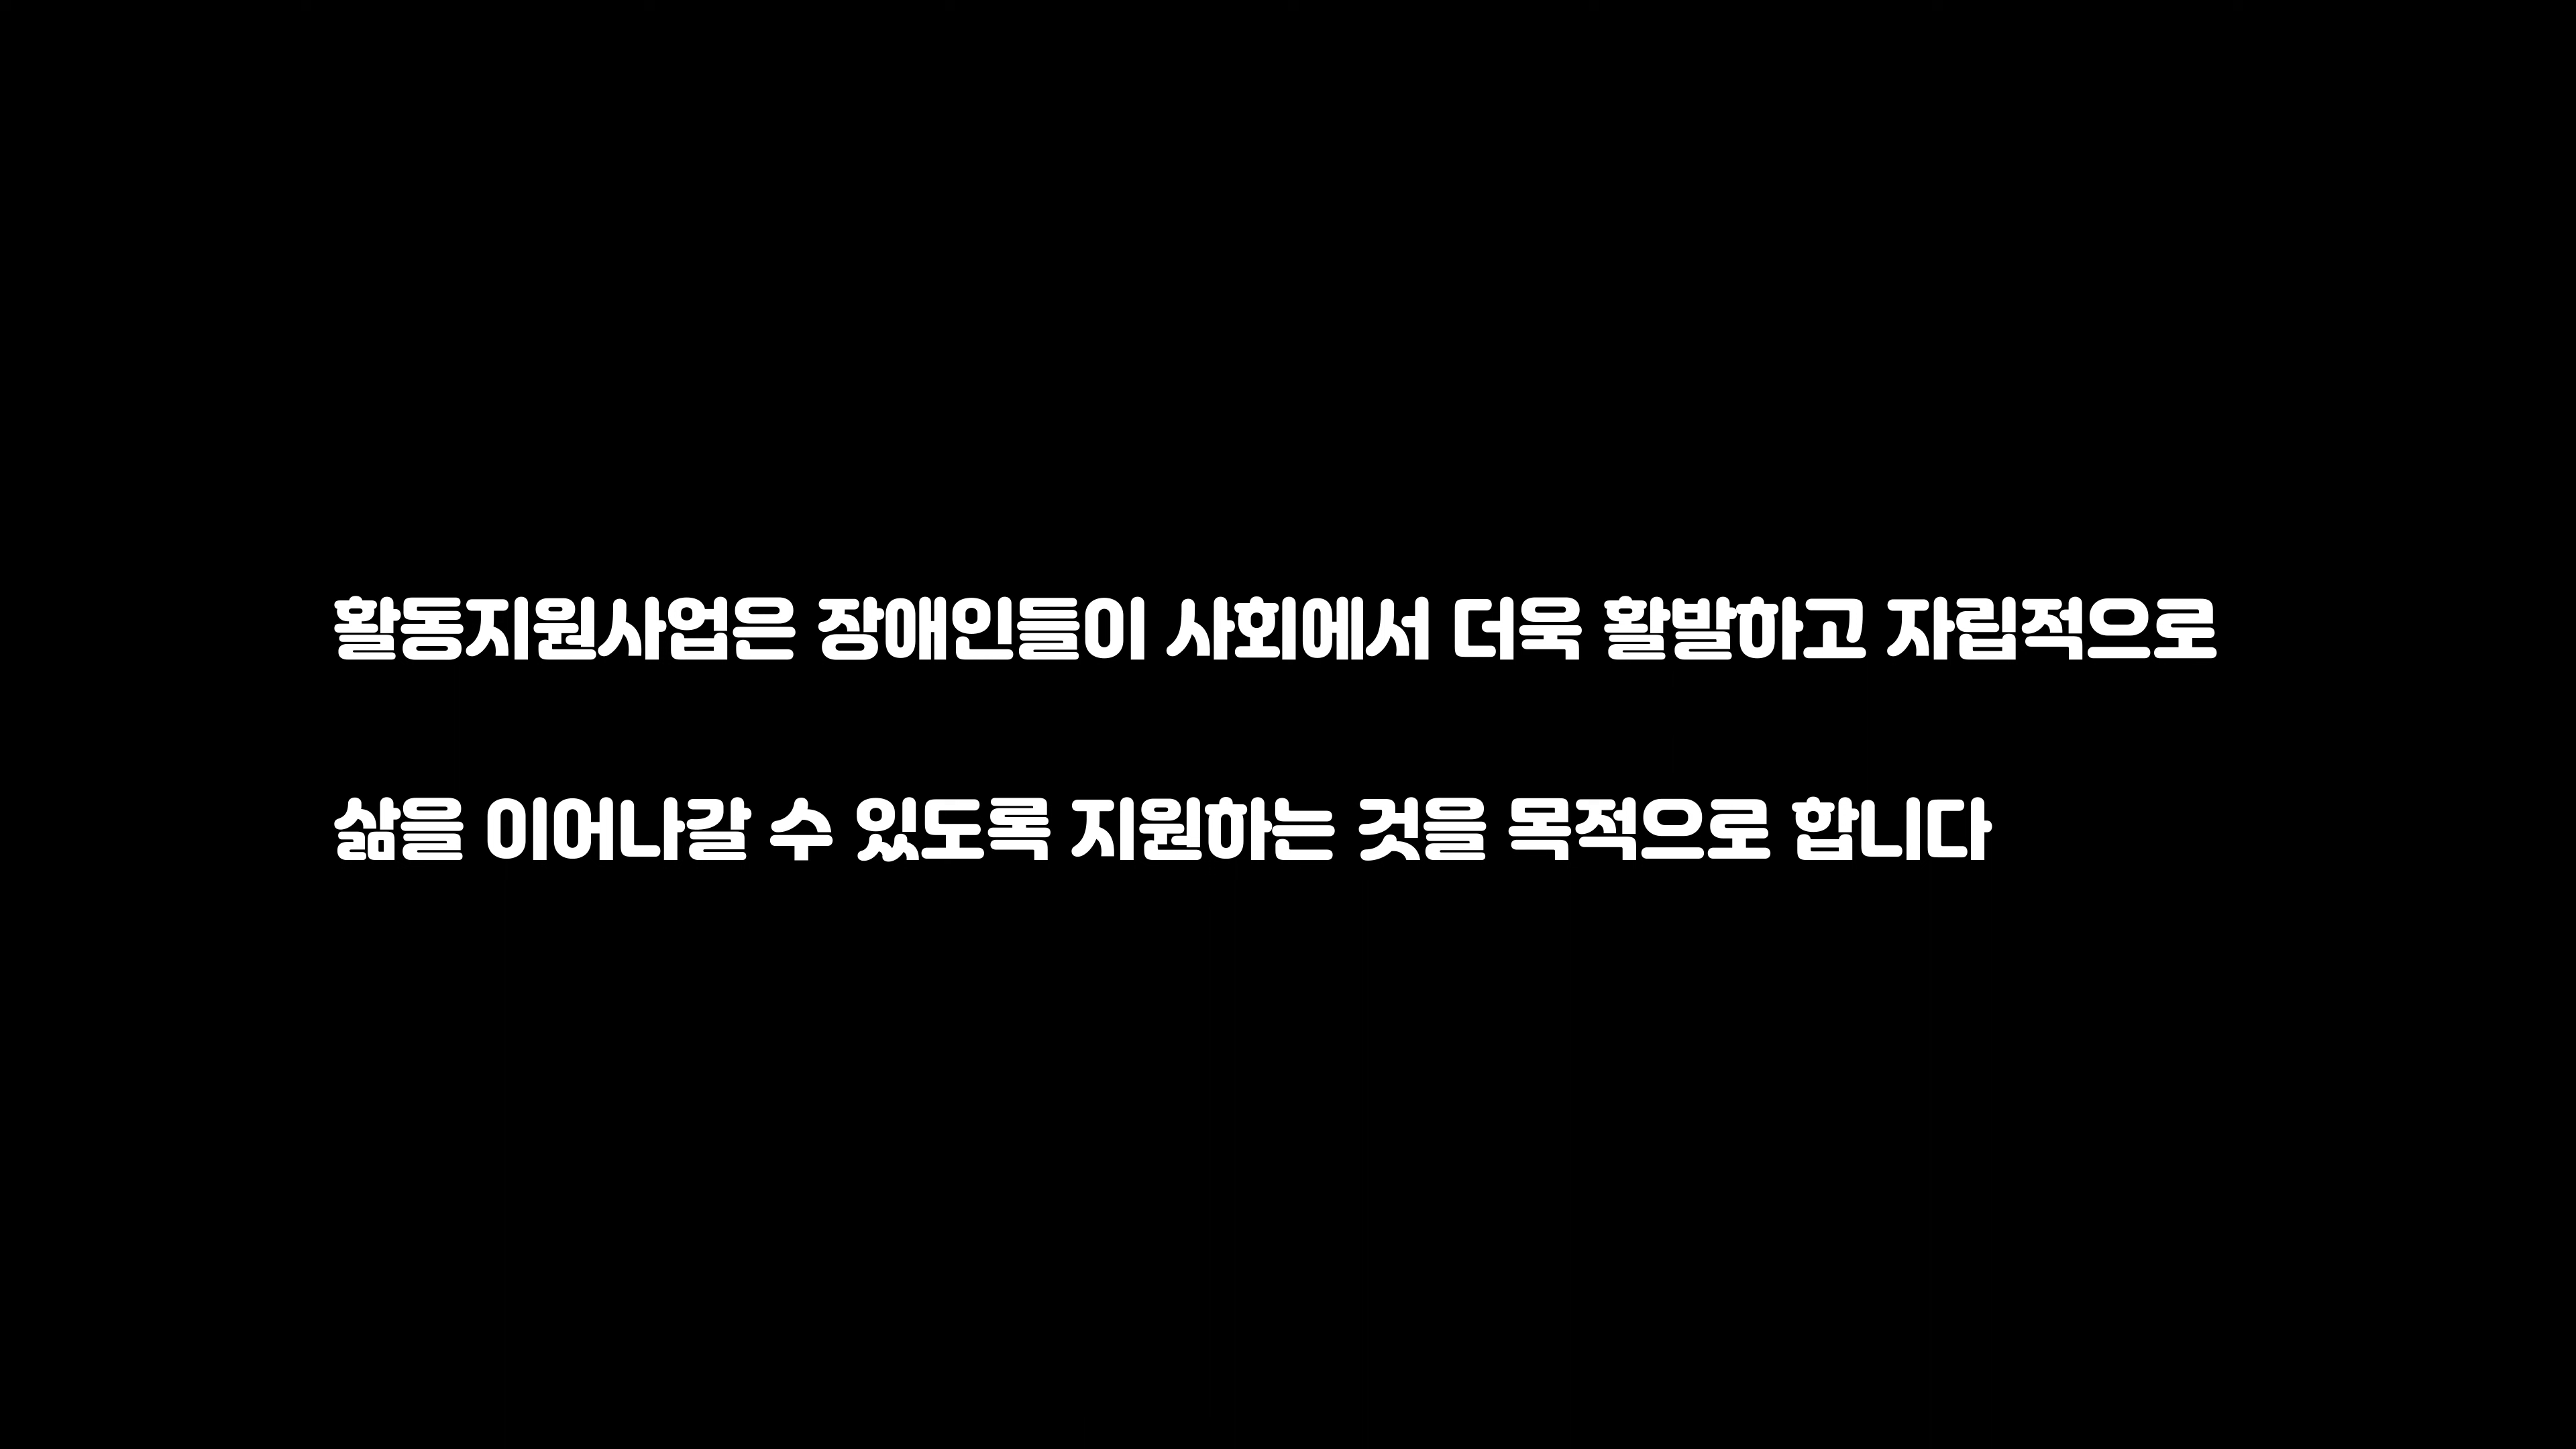 활동지원사업은 장애인들이 사회에서 더욱 활발하고 자립적으로
삶을 이어나갈 수 있도록 지원하는 것을 목적으로 합니다